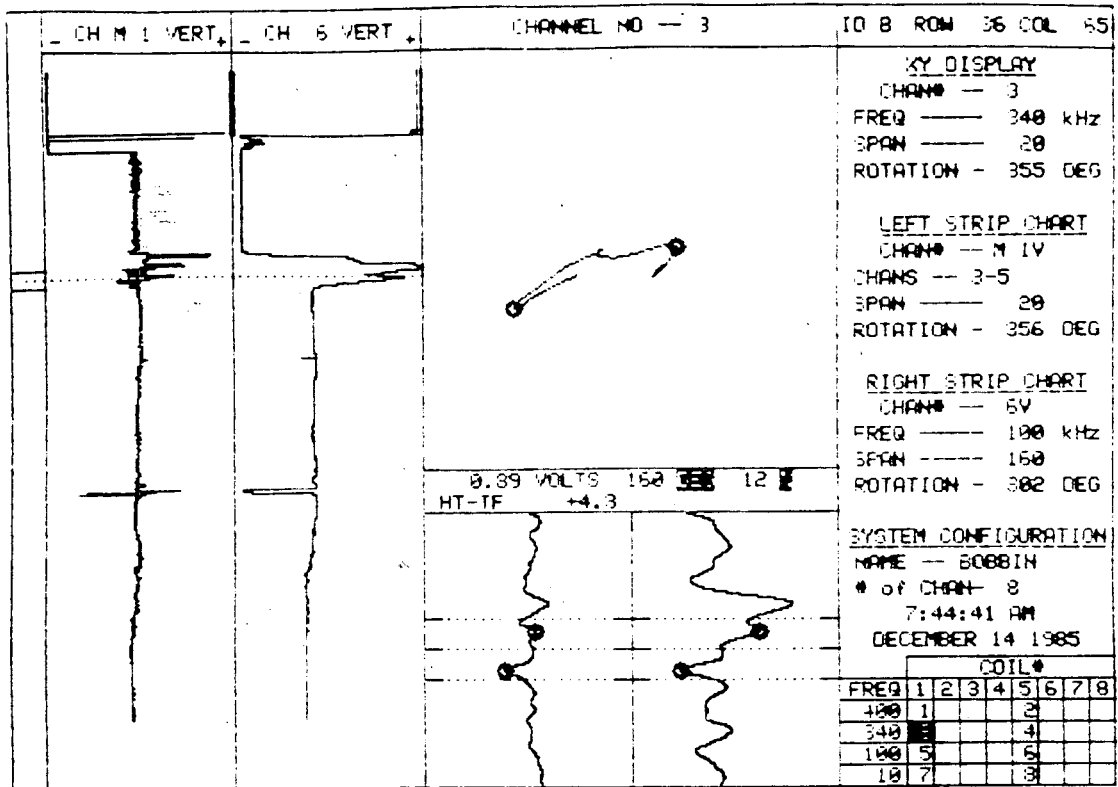 - CH M 1 VERT + - CH 6 VERT + CHANNEL NO -- 3 ID 8 ROW 36 COL 65
XY DISPLAY
CHAN# -- 3
FREQ ----- 340 kHz
SPAN ----- 20
ROTATION - 355 DEG
LEFT STRIP CHART
CHAN# -- M 1V
CHANS -- 3-5
SPAN ----- 20
ROTATION - 356 DEG
RIGHT STRIP CHART
CHAN# -- 6V
FREQ ----- 100 kHz
SPAN ----- 160
ROTATION - 302 DEG
0.89 VOLTS 160 12
+4.3
SYSTEM CONFIGURATION
NAME -- BOBBIN
# of CHAN- 8
7:44:41 AM
DECEMBER 14 1985
COIL#
FREQ 1 2 3 4 5 6 7 8
400 1 2
340 4
100 5 6
10 7 8